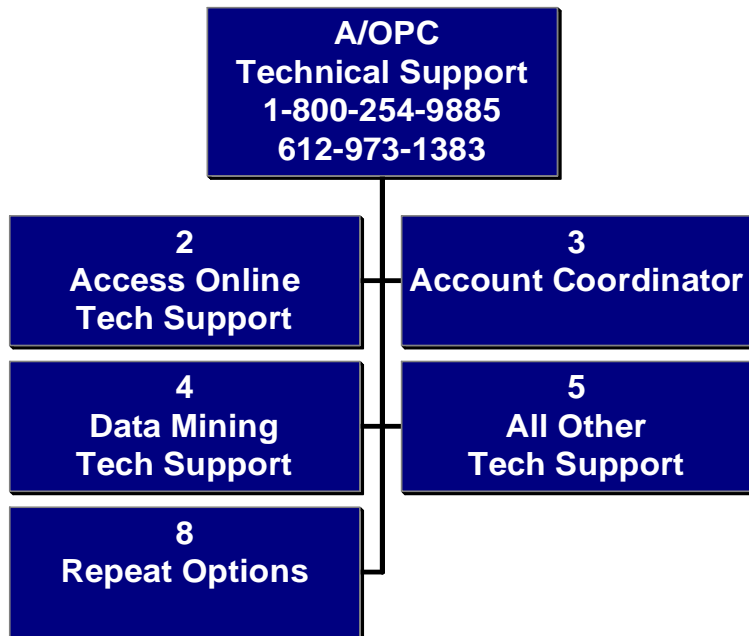 A/OPC
Technical Support
1-800-254-9885
612-973-1383
2
Access Online
Tech Support
3
Account Coordinator
4
Data Mining
Tech Support
5
All Other
Tech Support
8
Repeat Options